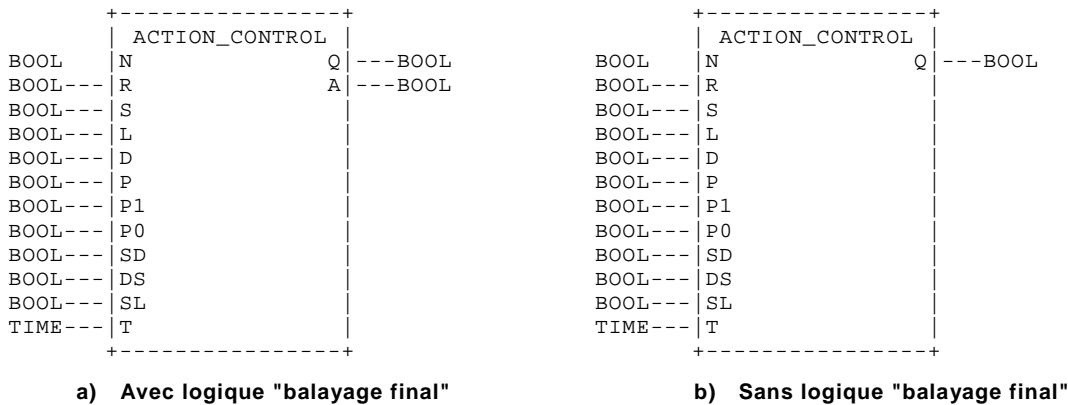 +----------------+ +----------------+
| ACTION_CONTROL | | ACTION_CONTROL |
BOOL |N Q|---BOOL BOOL |N Q|---BOOL
BOOL---|R A|---BOOL BOOL---|R |
BOOL---|S | BOOL---|S |
BOOL---|L | BOOL---|L |
BOOL---|D | BOOL---|D |
BOOL---|P | BOOL---|P |
BOOL---|P1 | BOOL---|P1 |
BOOL---|P0 | BOOL---|P0 |
BOOL---|SD | BOOL---|SD |
BOOL---|DS | BOOL---|DS |
BOOL---|SL | BOOL---|SL |
TIME---|T | TIME---|T |
+----------------+ +----------------+
a) Avec logique "balayage final" b) Sans logique "balayage final"